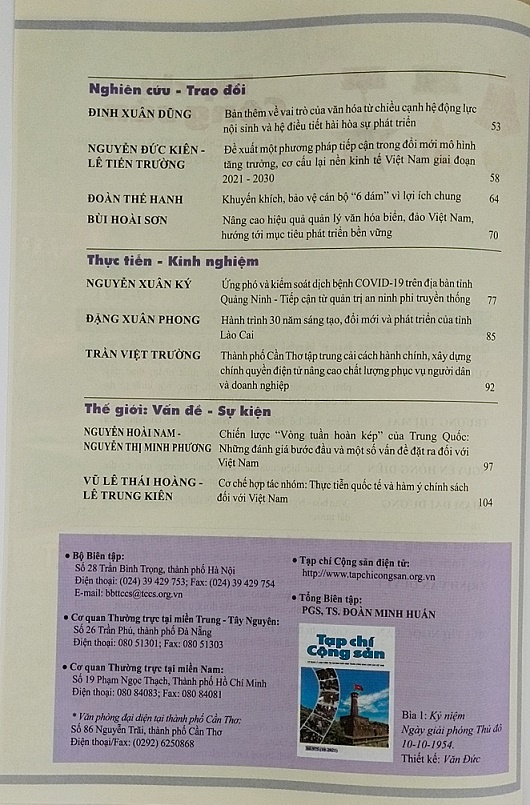 Nghiên cứu - Trao đổi
ĐINH XUÂN DŨNG
Bàn thêm về vai trò của văn hóa từ chiều cạnh hệ động lực
nội sinh và hệ điều tiết hài hòa sự phát triển 53
NGUYỄN ĐỨC KIÊN -
LÊ TIẾN TRƯỜNG
Đề xuất một phương pháp tiếp cận trong đổi mới mô hình
tăng trưởng, cơ cấu lại nền kinh tế Việt Nam giai đoạn
2021 - 2030 58
ĐOÀN THẾ HANH
Khuyến khích, bảo vệ cán bộ “6 dám” vì lợi ích chung 64
BÙI HOÀI SƠN
Nâng cao hiệu quả quản lý văn hóa biển, đảo Việt Nam,
hướng tới mục tiêu phát triển bền vững 70
Thực tiễn - Kinh nghiệm
NGUYỄN XUÂN KÝ
Ứng phó và kiểm soát dịch bệnh COVID-19 trên địa bàn tỉnh
Quảng Ninh - Tiếp cận từ quản trị an ninh phi truyền thống 77
ĐẶNG XUÂN PHONG
Hành trình 30 năm sáng tạo, đổi mới và phát triển của tỉnh
Lào Cai 85
TRẦN VIỆT TRƯỜNG
Thành phố Cần Thơ tập trung cải cách hành chính, xây dựng
chính quyền điện tử nâng cao chất lượng phục vụ người dân
và doanh nghiệp 92
Thế giới: Vấn đề - Sự kiện
NGUYỄN HOÀI NAM -
NGUYỄN THỊ MINH PHƯƠNG
Chiến lược “Vòng tuần hoàn kép” của Trung Quốc:
Những đánh giá bước đầu và một số vấn đề đặt ra đối với
Việt Nam 97
VŨ LÊ THÁI HOÀNG -
LÊ TRUNG KIÊN
Cơ chế hợp tác nhóm: Thực tiễn quốc tế và hàm ý chính sách
đối với Việt Nam 104
● Bộ Biên tập:
Số 28 Trần Bình Trọng, thành phố Hà Nội
Điện thoại: (024) 39 429 753; Fax: (024) 39 429 754
E-mail: bbttccs@tccs.org.vn
● Cơ quan Thường trực tại miền Trung - Tây Nguyên:
Số 26 Trần Phú, thành phố Đà Nẵng
Điện thoại: 080 51301; Fax: 080 51303
● Cơ quan Thường trực tại miền Nam:
Số 19 Phạm Ngọc Thạch, Thành phố Hồ Chí Minh
Điện thoại: 080 84083; Fax: 080 84081
* Văn phòng đại diện tại thành phố Cần Thơ:
Số 86 Nguyễn Trãi, thành phố Cần Thơ
Điện thoại/Fax: (0292) 6250868
● Tạp chí Cộng sản điện tử:
http://www.tapchicongsan.org.vn
● Tổng Biên tập:
PGS, TS. ĐOÀN MINH HUẤN
Tạp chí
Cộng sản
Bìa 1: Kỷ niệm
Ngày giải phóng Thủ đô
10-10-1954.
Thiết kế: Văn Đức